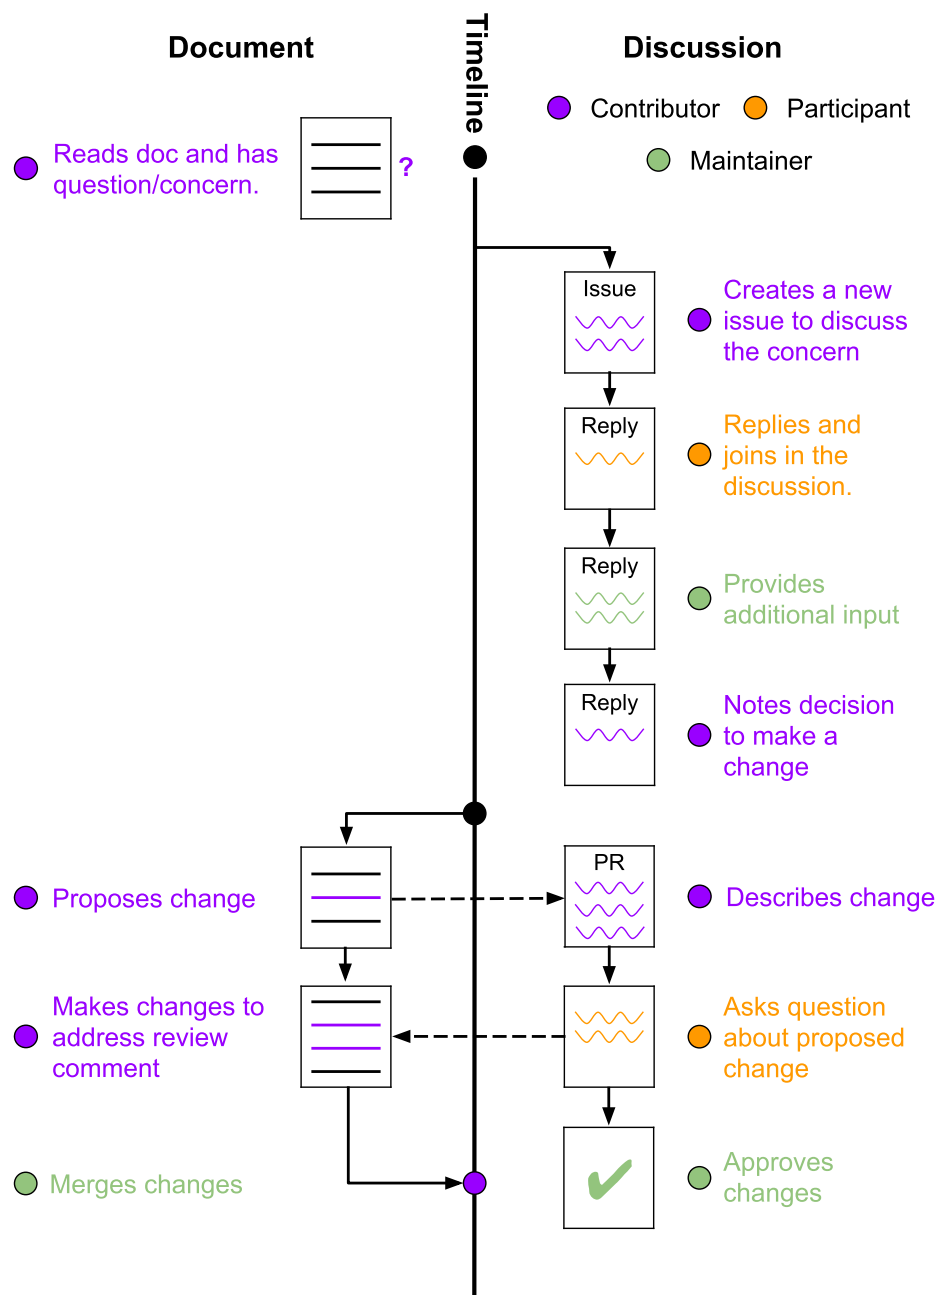 Document
Timeline
Discussion
Contributor
Participant
Maintainer
Reads doc and has
question/concern.
?
Issue
Creates a new
issue to discuss
the concern
Reply
Replies and
joins in the
discussion.
Reply
Provides
additional input
Reply
Notes decision
to make a
change
Proposes change
PR
Describes change
Makes changes to
address review
comment
Asks question
about proposed
change
Merges changes
Approves
changes